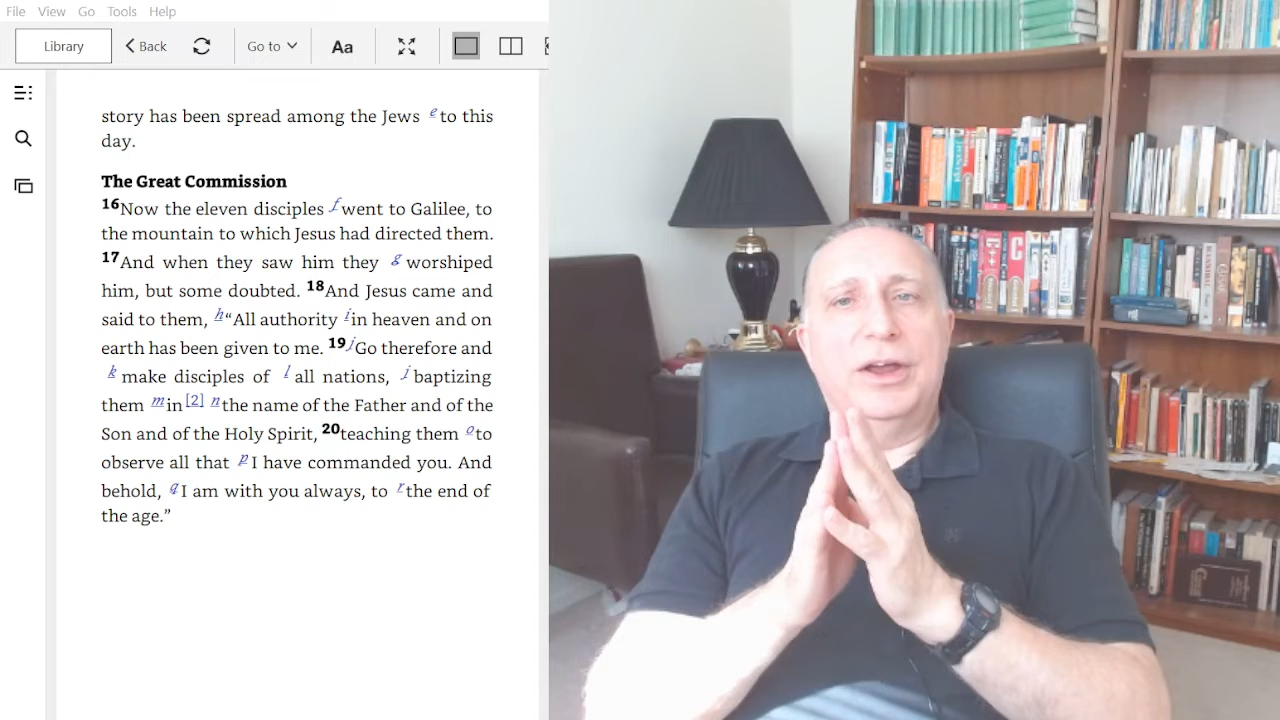 File View Go Tools Help
Library Back Go to Aa
story has been spread among the Jews e to this
day.
The Great Commission
16Now the eleven disciples f went to Galilee, to
the mountain to which Jesus had directed them.
17And when they saw him they g worshiped
him, but some doubted. 18And Jesus came and
said to them, h“All authority i in heaven and on
earth has been given to me. 19 j Go therefore and
k make disciples of l all nations, j baptizing
them m in[2] n the name of the Father and of the
Son and of the Holy Spirit, 20teaching them o to
observe all that p I have commanded you. And
behold, q I am with you always, to r the end of
the age.”
C++
C